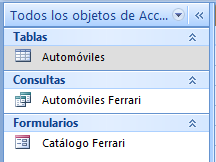 Todos los objetos de Acc...
Tablas
Automóviles
Consultas
Automóviles Ferrari
Formularios
Catálogo Ferrari